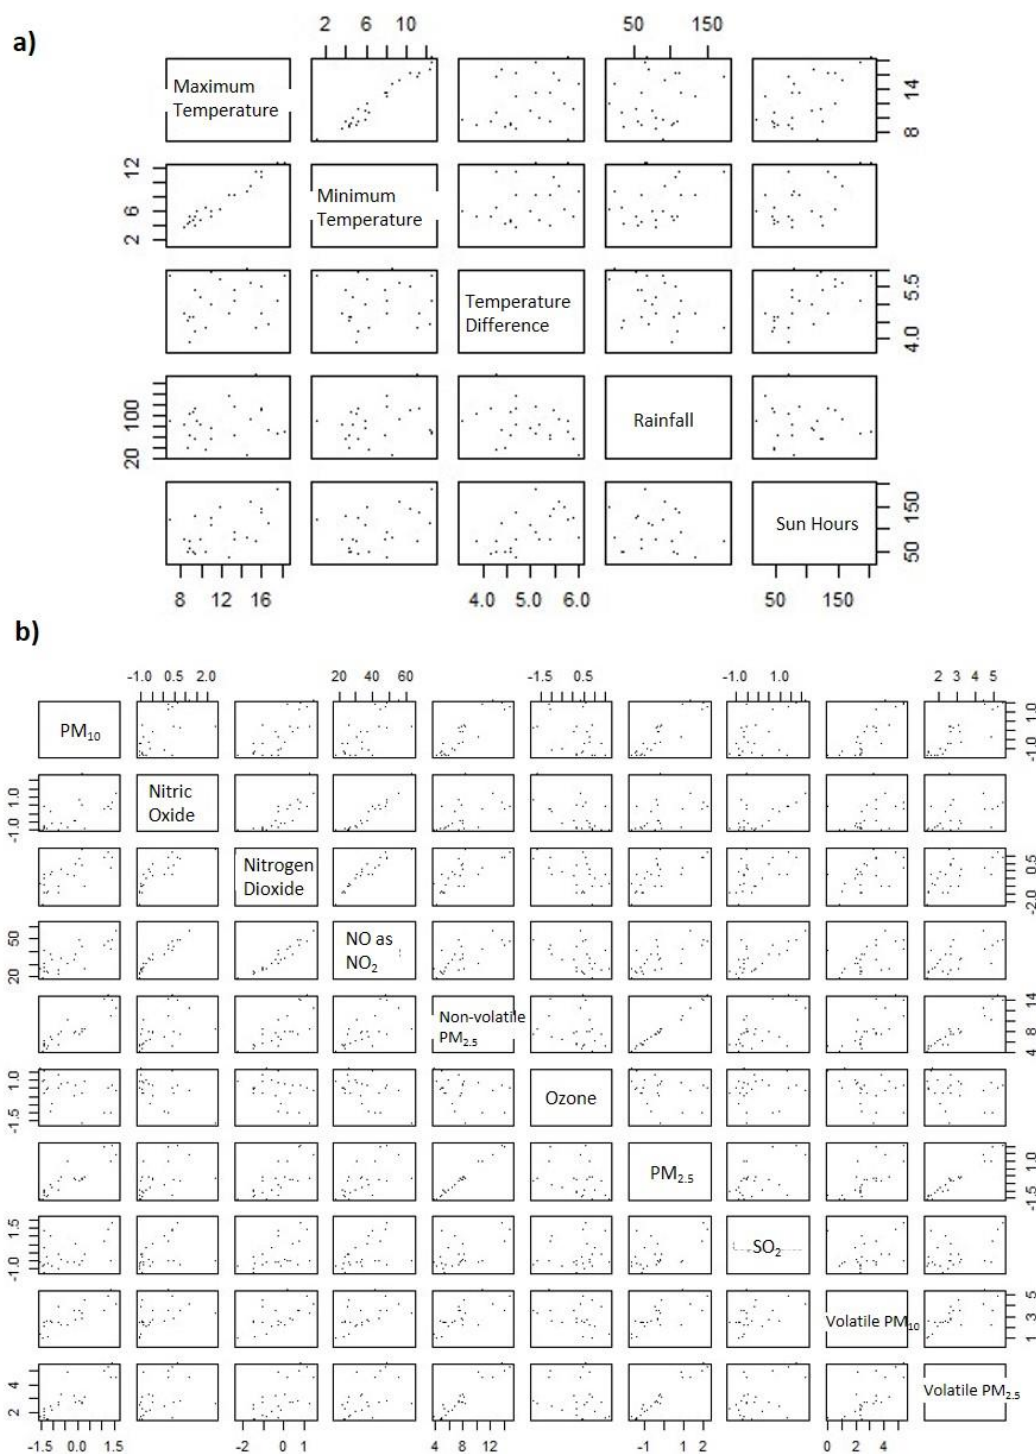 a)
2 6 10
50 150
Maximum
Temperature
8 14
2 6 12
Minimum
Temperature
Temperature
Difference
4.0 5.5
20 100
Rainfall
Sun Hours
50 150
8 12 16
4.0 5.0 6.0
50 150
b)
-1.0 0.5 2.0
20 40 60
-1.5 0.5
-1.0 1.0
2 3 4 5
PM10
-1.0 1.0
-1.0 1.0
Nitric
Oxide
Nitrogen
Dioxide
-2.0 0.5
20 50
NO as
NO2
Non-volatile
PM2.5
4 8 14
-1.5 1.0
Ozone
PM2.5
-1.5 1.0
-1.0 1.5
SO2
Volatile PM10
1 3 5
2 4
Volatile PM2.5
-1.5 0.0 1.5
-2 0 1
4 8 12
-1 1 2
0 2 4